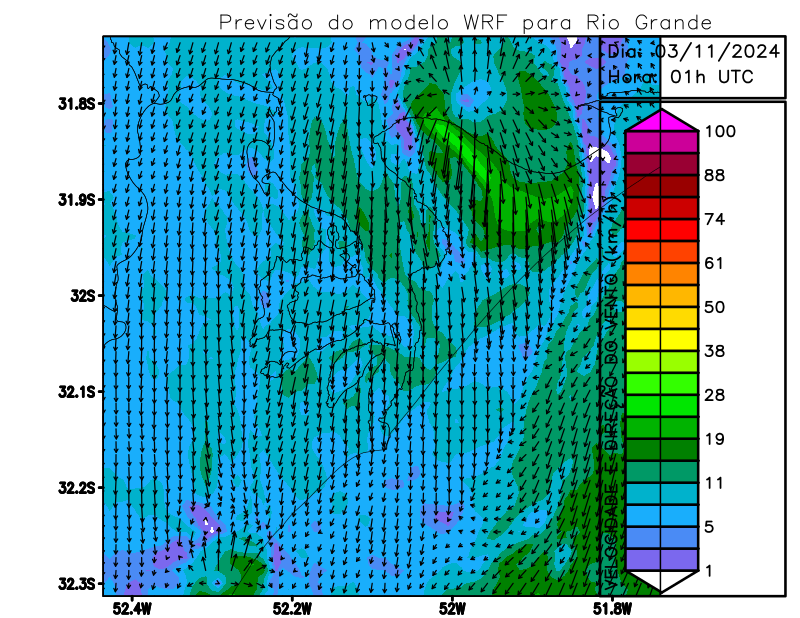 Previsão do modelo WRF para Rio Grande
Dia: 03/11/2024
Hora: 01h UTC
31.8S
31.9S
32S
32.1S
32.2S
32.3S
52.4W
52.2W
52W
51.8W
VELOCIDADE E DIREÇÃO DO VENTO (km/h)
100
88
74
61
50
38
28
19
11
5
1